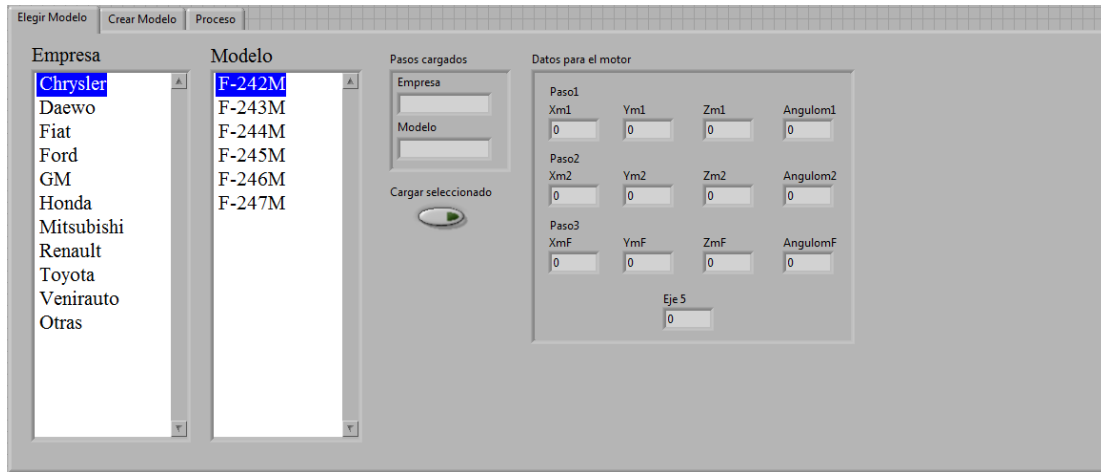 Elegir Modelo Crear Modelo Proceso
Empresa
Chrysler
Daewo
Fiat
Ford
GM
Honda
Mitsubishi
Renault
Toyota
Venirauto
Otras
Modelo
F-242M
F-243M
F-244M
F-245M
F-246M
F-247M
Pasos cargados
Empresa
Modelo
Cargar seleccionado
Datos para el motor
Paso1
Xm1 Ym1 Zm1 Angulom1
0 0 0 0
Paso2
Xm2 Ym2 Zm2 Angulom2
0 0 0 0
Paso3
XmF YmF ZmF AngulomF
0 0 0 0
Eje 5
0